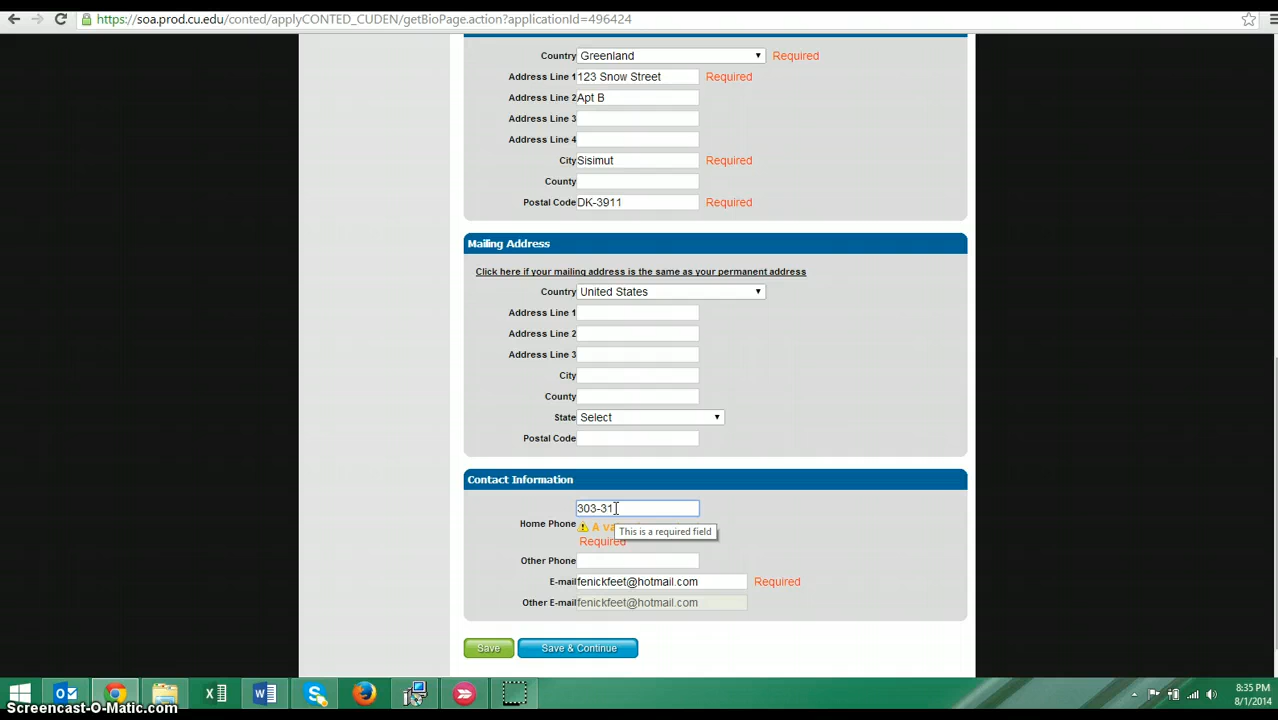 https://soa.prod.cu.edu/conted/applyCONTED_CUDEN/getBioPage.action?applicationId=496424
Country Greenland Required
Address Line 1 123 Snow Street Required
Address Line 2 Apt B
Address Line 3
Address Line 4
City Sisimut Required
County
Postal Code DK-3911 Required
Mailing Address
Click here if your mailing address is the same as your permanent address
Country United States
Address Line 1
Address Line 2
Address Line 3
City
County
State Select
Postal Code
Contact Information
303-31
Home Phone A va
This is a required field
Required
Other Phone
E-mail fenickfeet@hotmail.com Required
Other E-mail fenickfeet@hotmail.com
Save Save & Continue
8:35 PM
8/1/2014
Screencast-O-Matic.com